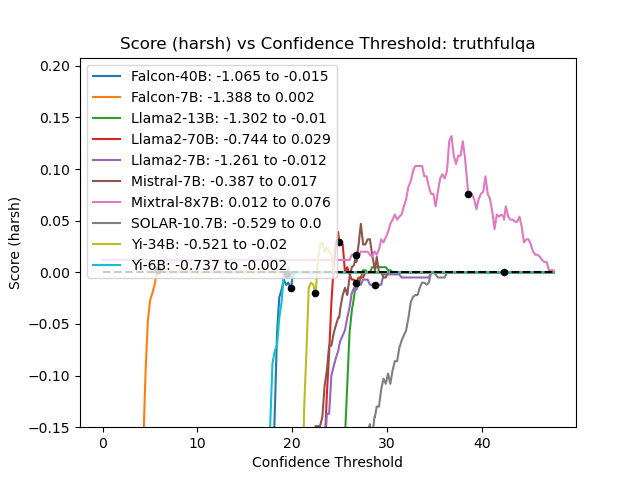 Score (harsh) vs Confidence Threshold: truthfulqa
0.20
0.15
0.10
0.05
0.00
−0.05
−0.10
−0.15
Score (harsh)
Falcon-40B: -1.065 to -0.015
Falcon-7B: -1.388 to 0.002
Llama2-13B: -1.302 to -0.01
Llama2-70B: -0.744 to 0.029
Llama2-7B: -1.261 to -0.012
Mistral-7B: -0.387 to 0.017
Mixtral-8x7B: 0.012 to 0.076
SOLAR-10.7B: -0.529 to 0.0
Yi-34B: -0.521 to -0.02
Yi-6B: -0.737 to -0.002
0 10 20 30 40
Confidence Threshold